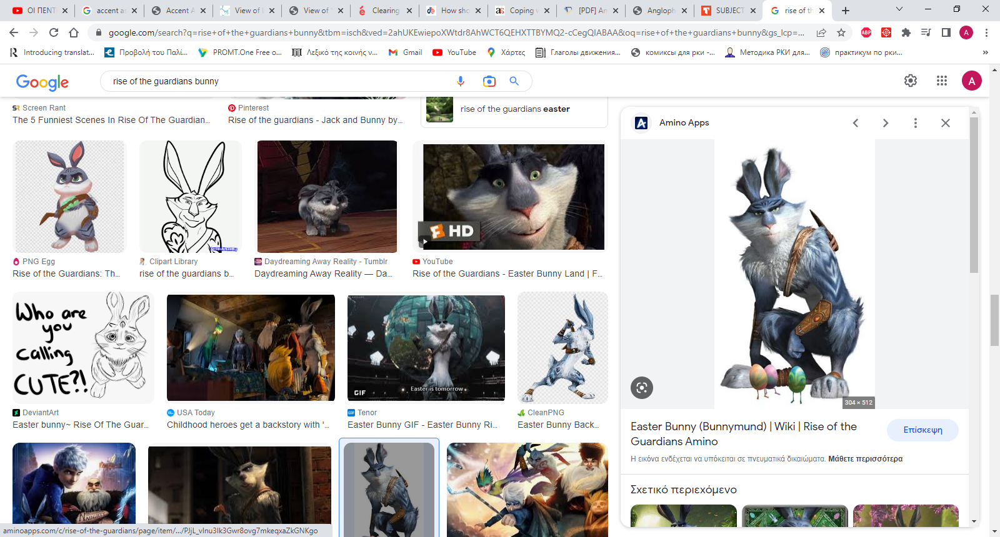 ΟΙ ΠΕΝΤ
accent as
Accent A
View of L
View of
Clearing
How sho
Coping w
[PDF] An
Angloph
SUBJECT
rise of th
google.com/search?q=rise+of+the+guardians+bunny&tbm=isch&ved=2ahUKEwiepoXWtdr8AhWCT6QEHXTTBYMQ2-cCegQIABAA&oq=rise+of+the+guardians+bunny&gs_lcp=...
ABP
A
Introducing translat...
Προβολή του Παλί...
PROMT.One Free o...
Λεξικό της κοινής ν...
Gmail
YouTube
Χάρτες
Глаголы движения...
комиксы для рки -...
Методика РКИ для...
практикум по рки...
Google
rise of the guardians bunny
A
Screen Rant
The 5 Funniest Scenes In Rise Of The Guardian...
Pinterest
Rise of the guardians - Jack and Bunny by...
rise of the guardians easter
PNG Egg
Rise of the Guardians: Th...
Clipart Library
rise of the guardians b...
Daydreaming Away Reality - Tumblr
Daydreaming Away Reality — Da...
HD
YouTube
Rise of the Guardians - Easter Bunny Land | F...
Who are
you
calling
CUTE?!
DeviantArt
Easter bunny~ Rise Of The Guar...
USA Today
Childhood heroes get a backstory with '...
GIF
Easter is tomorrow
Tenor
Easter Bunny GIF - Easter Bunny Ri...
CleanPNG
Easter Bunny Back...
NAUGHTY
Amino Apps
304 × 512
Easter Bunny (Bunnymund) | Wiki | Rise of the
Guardians Amino
Επίσκεψη
Η εικόνα ενδέχεται να υπόκειται σε πνευματικά δικαιώματα. Μάθετε περισσότερα
Σχετικό περιεχόμενο
aminoapps.com/c/rise-of-the-guardians/page/item/.../PJjL_vInu3Ik3Gwr8ovg7mkeqxaZkGNKgo